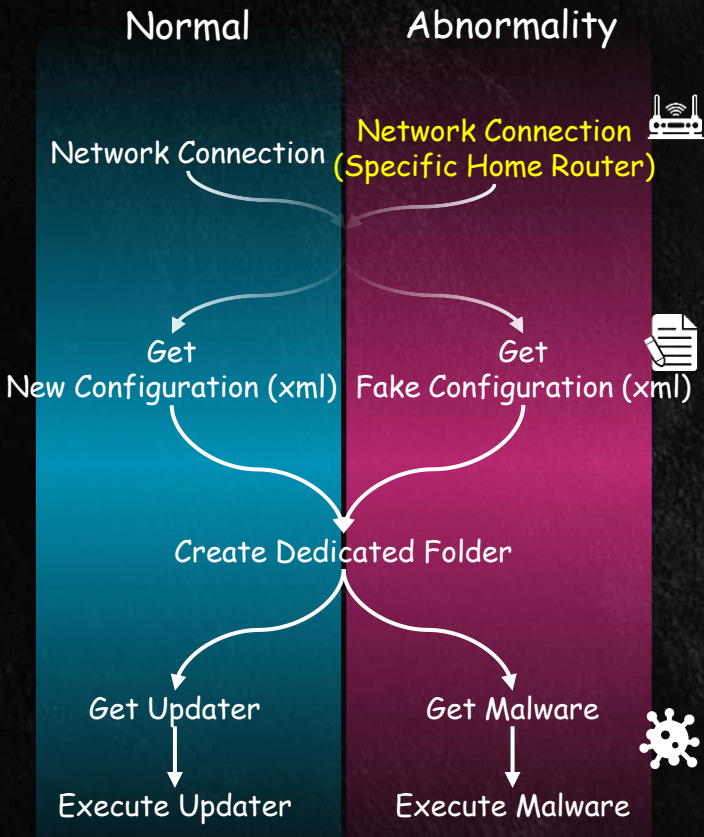 Normal
Abnormality
Network Connection
Network Connection
(Specific Home Router)
Get
New Configuration (xml)
Get
Fake Configuration (xml)
Create Dedicated Folder
Get Updater
Get Malware
Execute Updater
Execute Malware